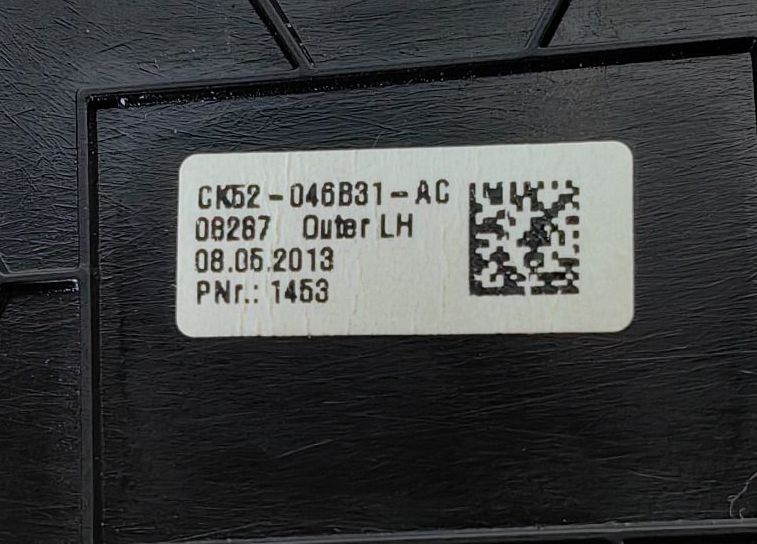 CK52-046B31-AC
08287 Outer LH
08.05.2013
PNr.: 1453